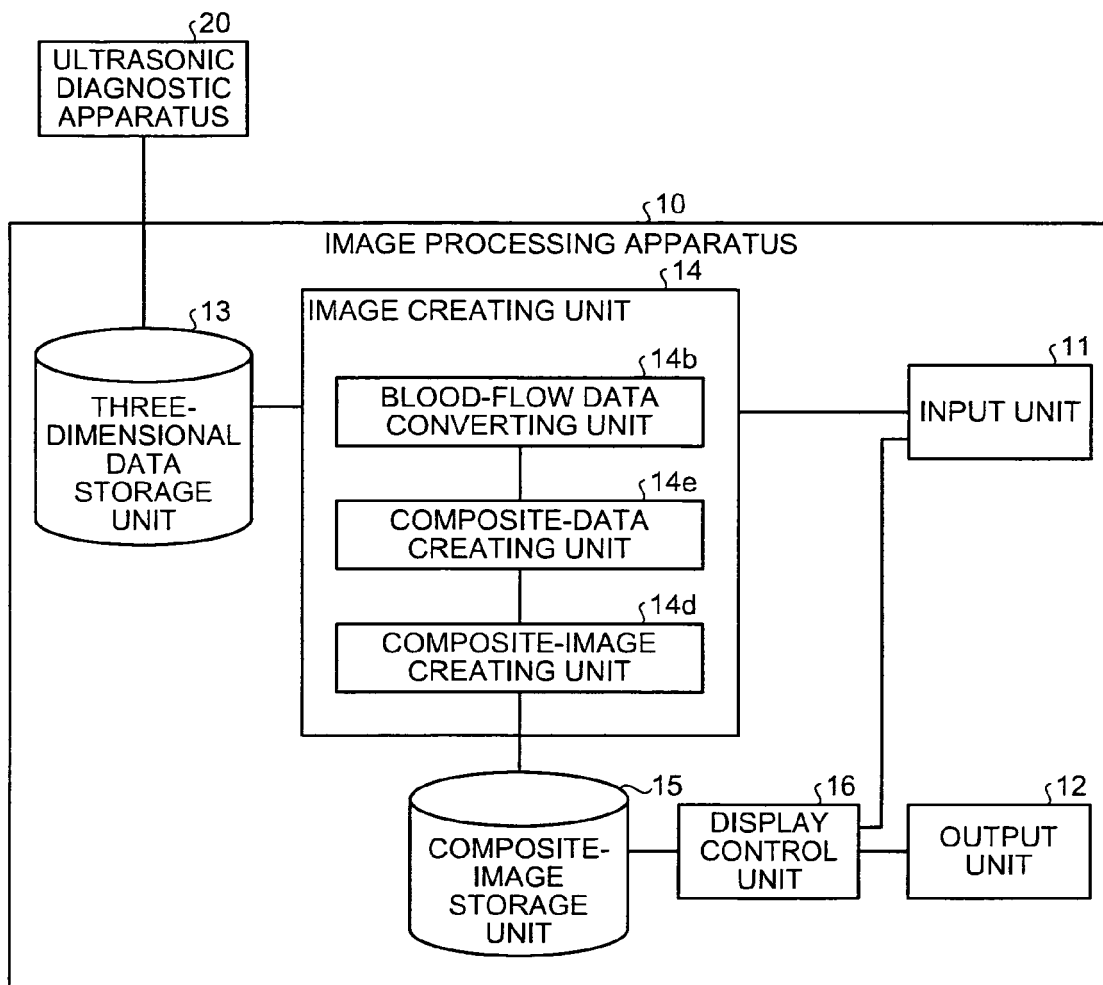 20
ULTRASONIC
DIAGNOSTIC
APPARATUS
10
IMAGE PROCESSING APPARATUS
14
IMAGE CREATING UNIT
13
THREE-
DIMENSIONAL
DATA
STORAGE
UNIT
14b
BLOOD-FLOW DATA
CONVERTING UNIT
14e
COMPOSITE-DATA
CREATING UNIT
14d
COMPOSITE-IMAGE
CREATING UNIT
11
INPUT UNIT
15
COMPOSITE-
IMAGE
STORAGE
UNIT
16
DISPLAY
CONTROL
UNIT
12
OUTPUT
UNIT